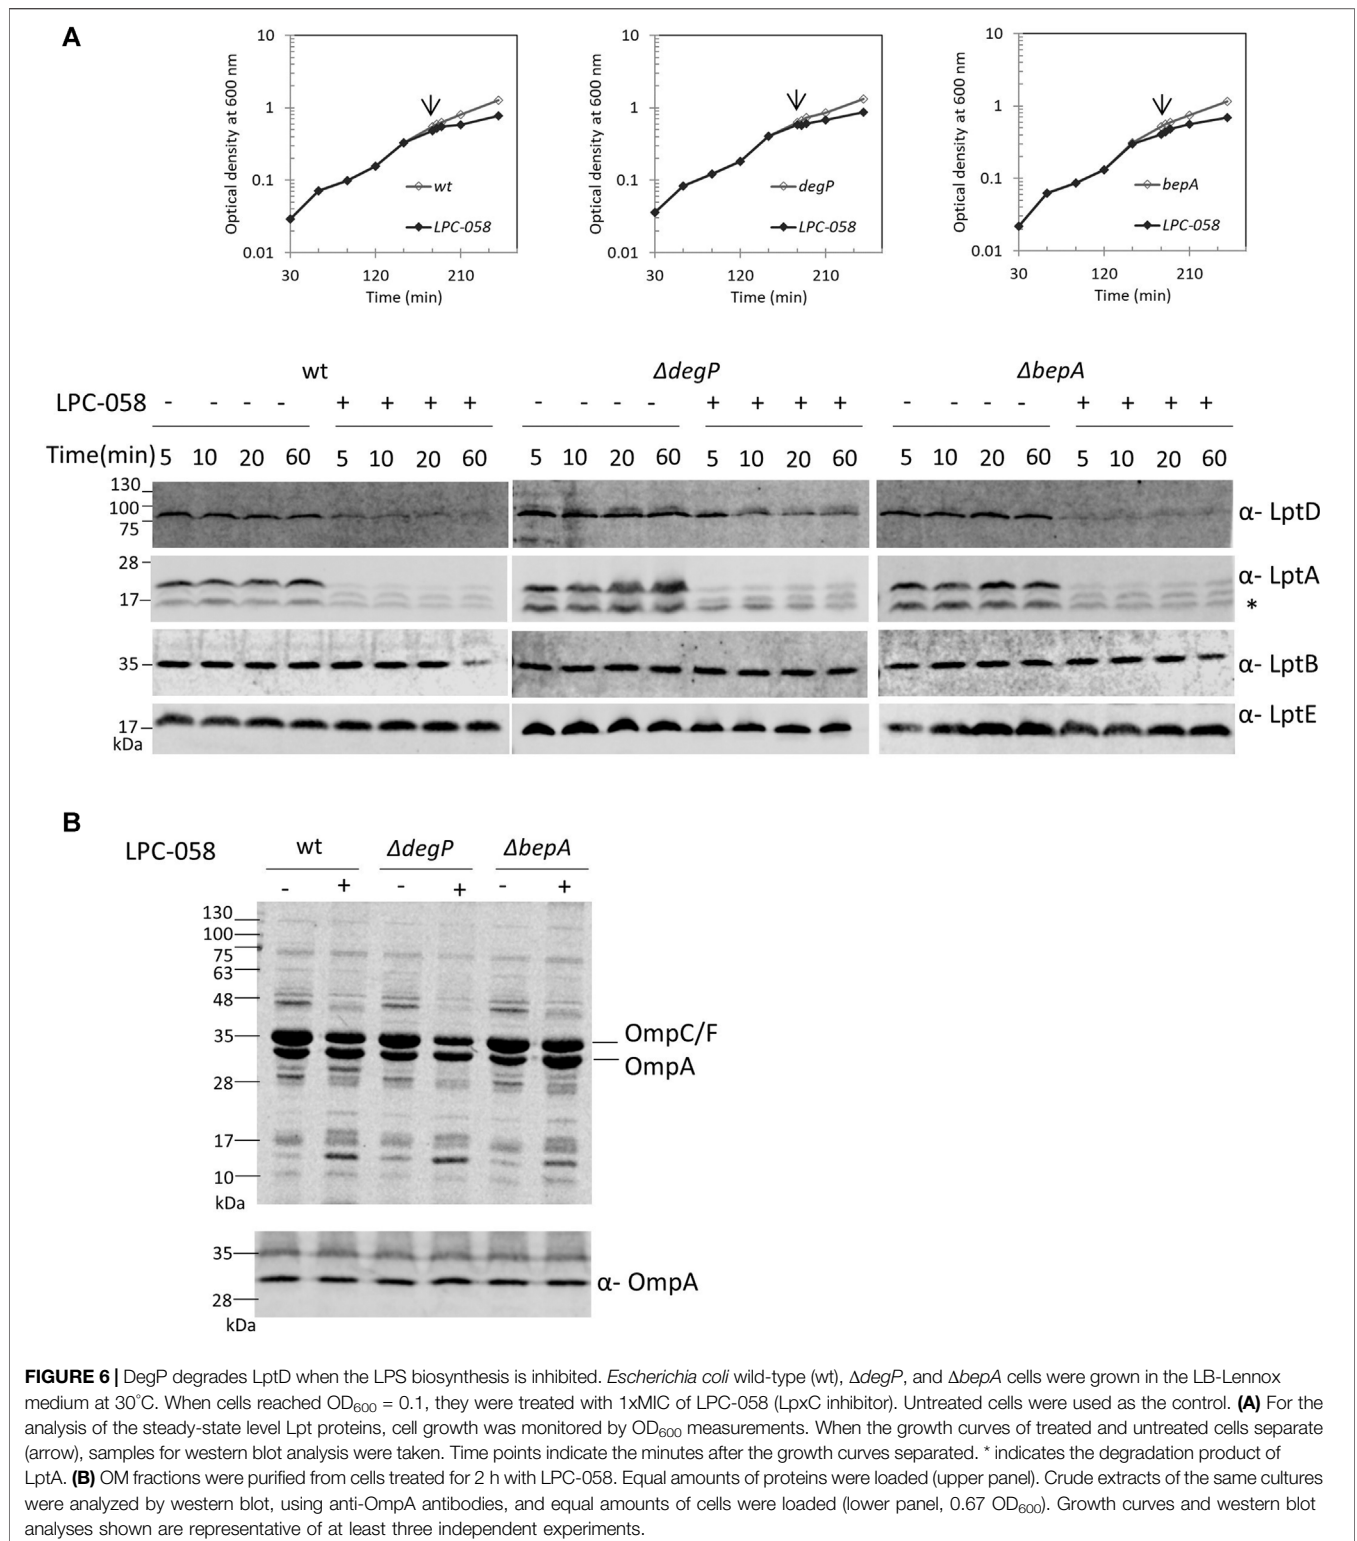 A
10
1
0.1
0.01
Optical density at 600 nm
wt
LPC-058
30 120 210
Time (min)
10
1
0.1
0.01
Optical density at 600 nm
degP
LPC-058
30 120 210
Time (min)
10
1
0.1
0.01
Optical density at 600 nm
bepA
LPC-058
30 120 210
Time (min)
wt ΔdegP ΔbepA
LPC-058 - - - - + + + + - - - - + + + + - - - - + + + +
Time(min) 5 10 20 60 5 10 20 60 5 10 20 60 5 10 20 60 5 10 20 60 5 10 20 60
130
100
75
α- LptD
28
17
α- LptA
*
35
α- LptB
17
kDa
α- LptE
B
LPC-058 wt ΔdegP ΔbepA
- + - + - +
130
100
75
63
48
35
28
17
10
kDa
OmpC/F
OmpA
35
28
kDa
α- OmpA
FIGURE 6 | DegP degrades LptD when the LPS biosynthesis is inhibited. Escherichia coli wild-type (wt), ΔdegP, and ΔbepA cells were grown in the LB-Lennox
medium at 30°C. When cells reached OD600 = 0.1, they were treated with 1xMIC of LPC-058 (LpxC inhibitor). Untreated cells were used as the control. (A) For the
analysis of the steady-state level Lpt proteins, cell growth was monitored by OD600 measurements. When the growth curves of treated and untreated cells separate
(arrow), samples for western blot analysis were taken. Time points indicate the minutes after the growth curves separated. * indicates the degradation product of
LptA. (B) OM fractions were purified from cells treated for 2 h with LPC-058. Equal amounts of proteins were loaded (upper panel). Crude extracts of the same cultures
were analyzed by western blot, using anti-OmpA antibodies, and equal amounts of cells were loaded (lower panel, 0.67 OD600). Growth curves and western blot
analyses shown are representative of at least three independent experiments.